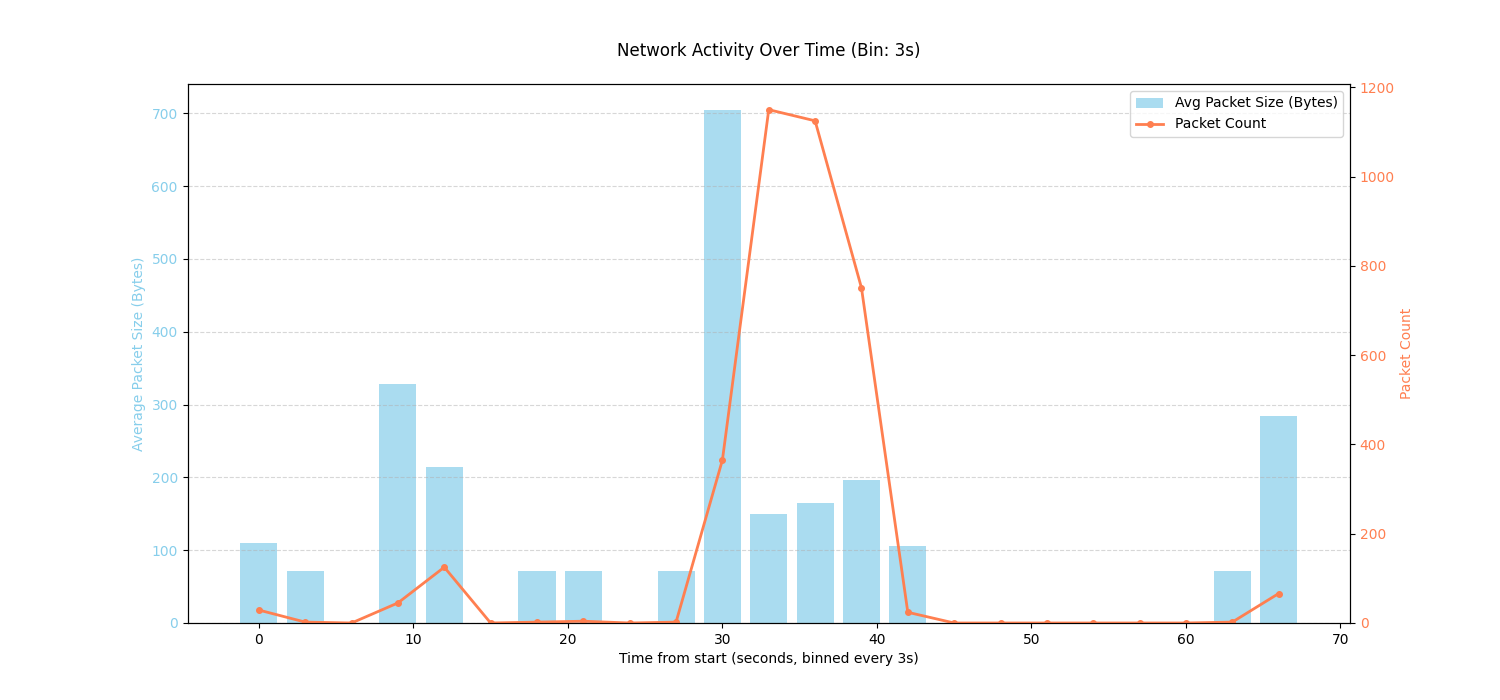 Network Activity Over Time (Bin: 3s)
Avg Packet Size (Bytes)
Packet Count
Average Packet Size (Bytes)
700
600
500
400
300
200
100
0
1200
1000
800
600
400
200
0
Packet Count
0 10 20 30 40 50 60 70
Time from start (seconds, binned every 3s)